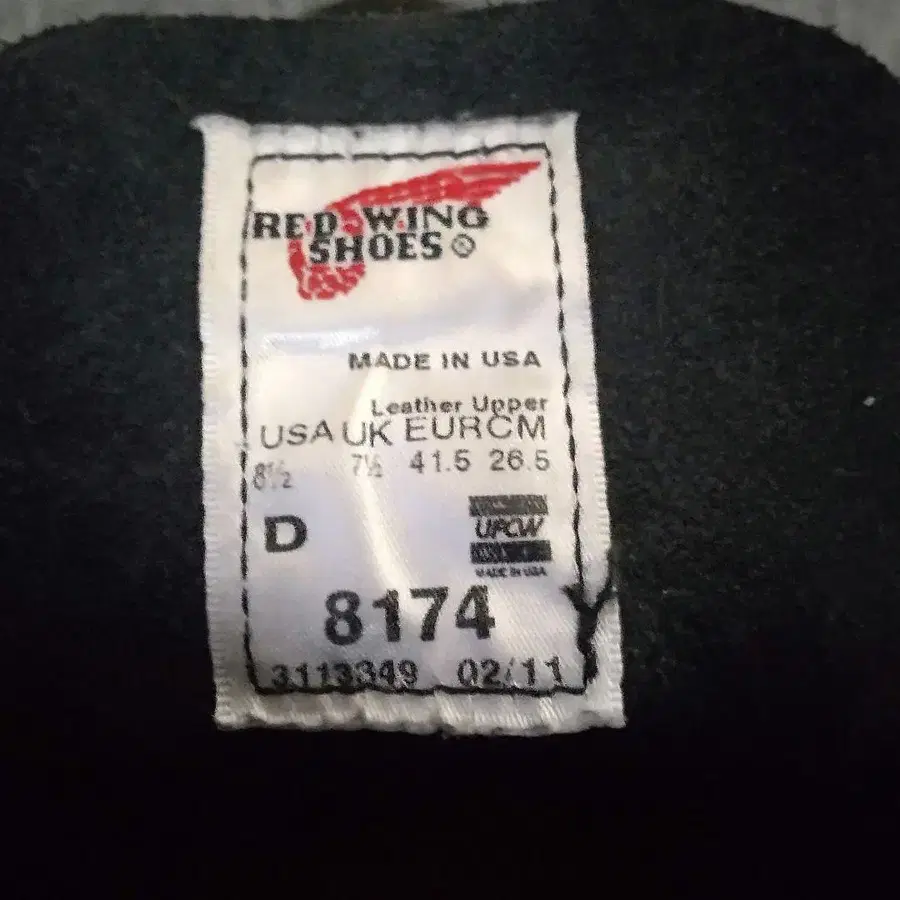 RED WING
SHOES
MADE IN USA
Leather Upper
USA UK EUR CM
8½ 7½ 41.5 26.5
D
UFCW
MADE IN USA
8174
3113349 02/11